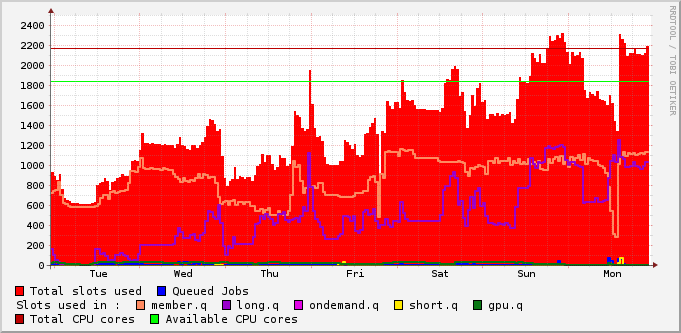 2400
2200
2000
1800
1600
1400
1200
1000
800
600
400
200
0
Tue Wed Thu Fri Sat Sun Mon
RRDTOOL / TOBI OETIKER
Total slots used Queued Jobs
Slots used in : member.q long.q ondemand.q short.q gpu.q
Total CPU cores Available CPU cores